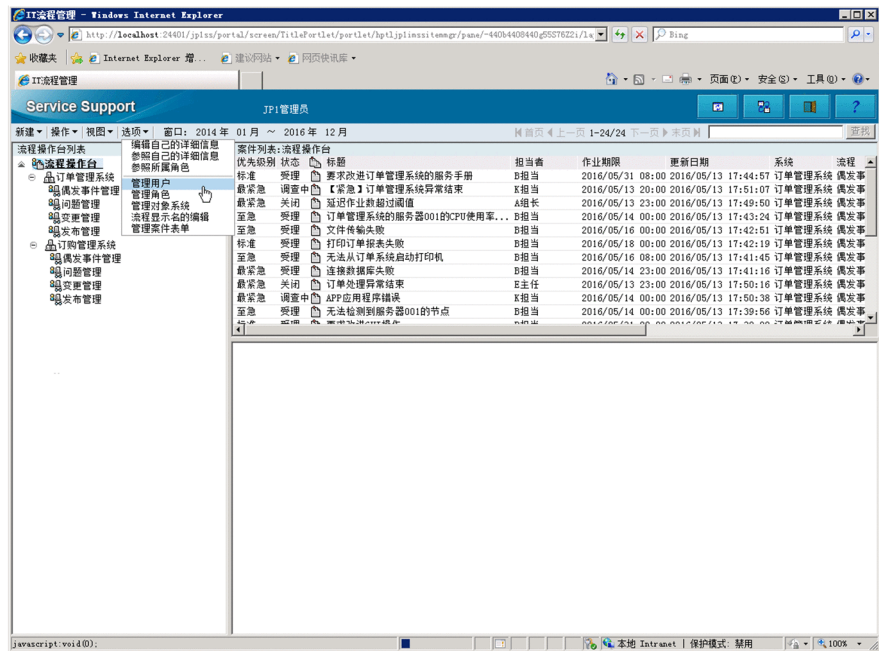 IT流程管理 - Windows Internet Explorer
http://localhost:24401/jp1ss/portal/screen/TitlePortlet/portlet/hptljp1imssitemngr/pane/
Bing
收藏夹 Internet Explorer 增... 建议网站 网页快讯库
IT流程管理 页面(P) 安全(S) 工具(O)
Service Support JP1管理员
新建 操作 视图 选项 窗口: 2014 年 01 月 ～ 2016 年 12 月 首页 上一页 1-24/24 下一页 末页 查找
编辑自己的详细信息
参照自己的详细信息
参照所属角色
管理用户
管理角色
管理对象系统
流程显示名的编辑
管理案件表单
流程操作台列表
流程操作台
订单管理系统
偶发事件管理
问题管理
变更管理
发布管理
订购管理系统
偶发事件管理
问题管理
变更管理
发布管理
案件列表:流程操作台
优先级别 状态 标题 担当者 作业期限 更新日期 系统 流程
标准 受理 要求改进订单管理系统的服务手册 B担当 2016/05/31 08:00 2016/05/13 17:44:57 订单管理系统 偶发事
最紧急 调查中 【紧急】订单管理系统异常结束 K担当 2016/05/13 20:00 2016/05/13 17:51:07 订单管理系统 偶发事
最紧急 关闭 延迟作业数超过阈值 A组长 2016/05/13 23:00 2016/05/13 17:49:50 订单管理系统 偶发事
至急 受理 订单管理系统的服务器001的CPU使用率... B担当 2016/05/14 00:00 2016/05/13 17:43:24 订单管理系统 偶发事
至急 受理 文件传输失败 B担当 2016/05/16 00:00 2016/05/13 17:42:51 订单管理系统 偶发事
标准 受理 打印订单报表失败 B担当 2016/05/18 00:00 2016/05/13 17:42:19 订单管理系统 偶发事
至急 受理 无法从订单系统启动打印机 B担当 2016/05/16 08:00 2016/05/13 17:41:45 订单管理系统 偶发事
最紧急 受理 连接数据库失败 B担当 2016/05/14 23:00 2016/05/13 17:41:16 订单管理系统 偶发事
最紧急 关闭 订单处理异常结束 E主任 2016/05/13 23:00 2016/05/13 17:50:16 订单管理系统 偶发事
最紧急 调查中 APP应用程序错误 K担当 2016/05/14 00:00 2016/05/13 17:50:38 订单管理系统 偶发事
至急 受理 无法检测到服务器001的节点 B担当 2016/05/14 00:00 2016/05/13 17:39:56 订单管理系统 偶发事
javascript:void(0); 本地 Intranet | 保护模式: 禁用 100%